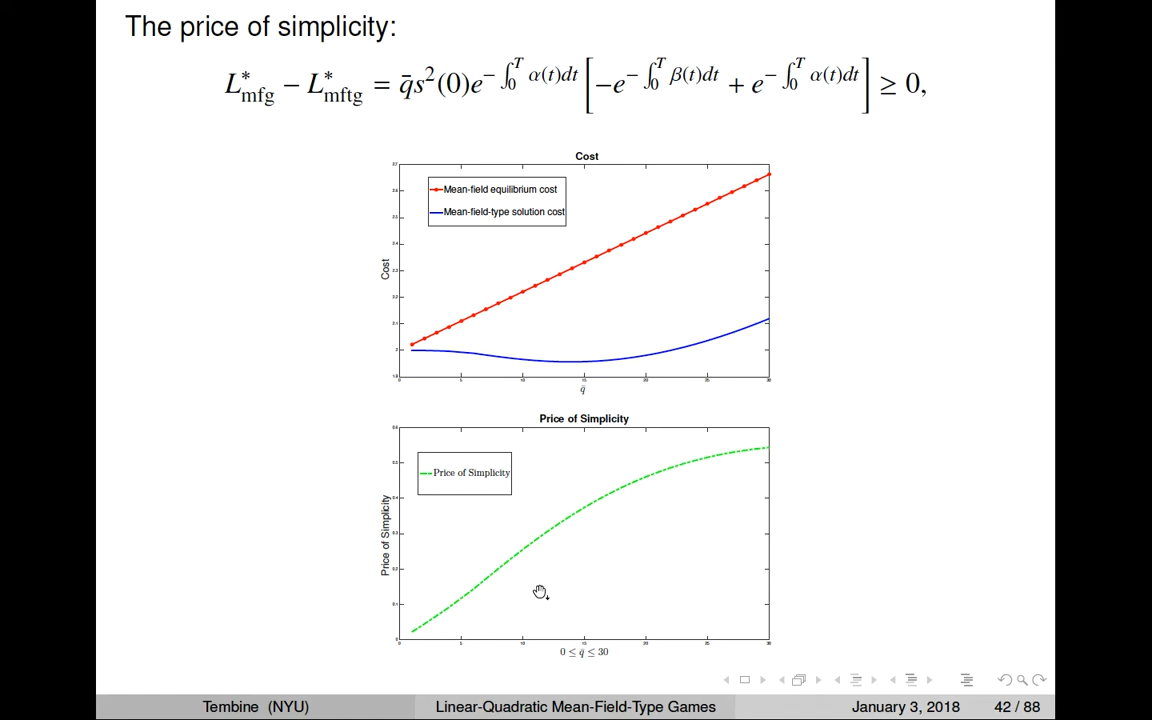 The price of simplicity:
L*mfg − L*mftg = q̄s²(0)e^{−∫₀ᵀ α(t)dt} [−e^{−∫₀ᵀ β(t)dt} + e^{−∫₀ᵀ α(t)dt}] ≥ 0,
Cost
Mean-field equilibrium cost
Mean-field-type solution cost
Cost
q̄
Price of Simplicity
Price of Simplicity
Price of Simplicity
0 ≤ q̄ ≤ 30
Tembine (NYU) Linear-Quadratic Mean-Field-Type Games January 3, 2018 42 / 88